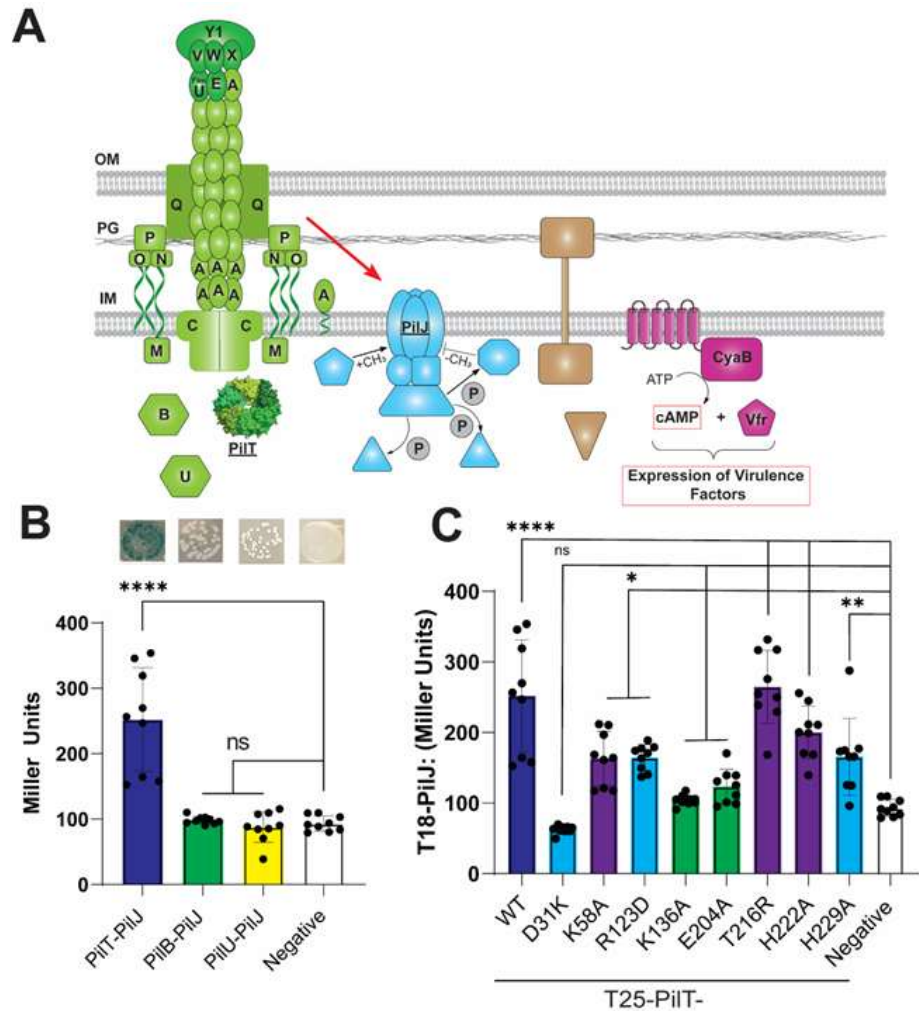 A
Y1
V W X
U E A
OM
Q Q
PG
P P
O N N O
A A A
A A A
A
IM
C C
M M
PilJ
+CH₃
-CH₃
P
P
P
B
PilT
U
CyaB
ATP
cAMP + Vfr
Expression of Virulence
Factors
B
****
ns
Miller Units
400
300
200
100
0
PilT-PilJ
PilB-PilJ
PilU-PilJ
Negative
C
****
ns
*
**
T18-PilJ: (Miller Units)
400
300
200
100
0
WT
D31K
K58A
R123D
K136A
E204A
T216R
H222A
H229A
Negative
T25-PilT-